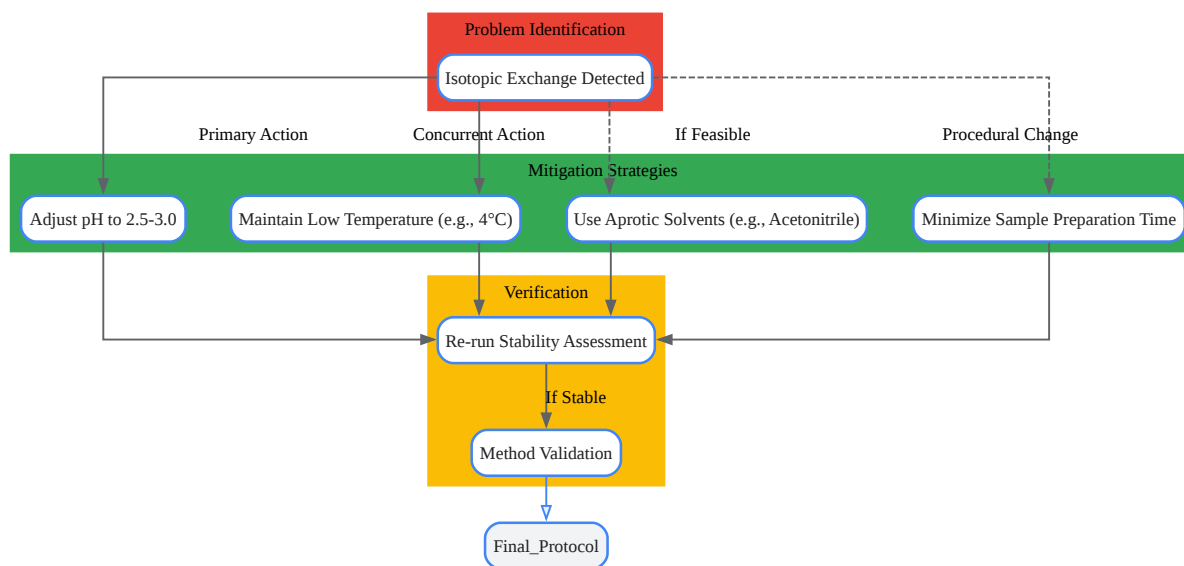 Problem Identification
Isotopic Exchange Detected
Primary Action
Concurrent Action
If Feasible
Procedural Change
Mitigation Strategies
Adjust pH to 2.5-3.0
Maintain Low Temperature (e.g., 4°C)
Use Aprotic Solvents (e.g., Acetonitrile)
Minimize Sample Preparation Time
Verification
Re-run Stability Assessment
If Stable
Method Validation
Final_Protocol